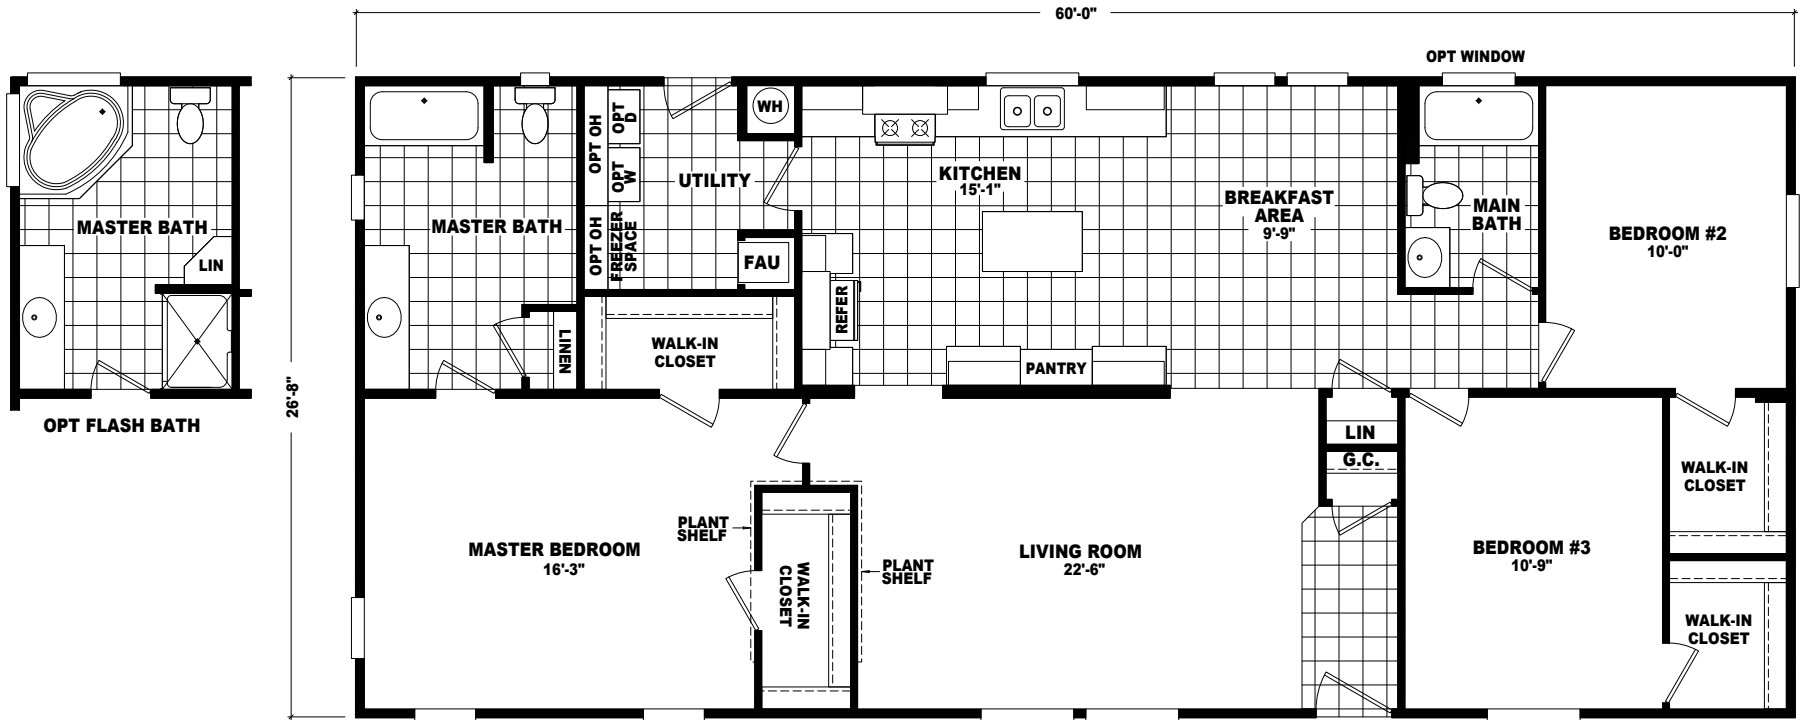 60'-0"
OPT WINDOW
26'-8"
MASTER BATH
LIN
OPT FLASH BATH
MASTER BATH
LINEN
OPT OH
OPT D
OPT W
OPT OH
FREEZER
SPACE
UTILITY
WH
FAU
WALK-IN
CLOSET
KITCHEN
15'-1"
REFER
PANTRY
BREAKFAST
AREA
9'-9"
MAIN
BATH
BEDROOM #2
10'-0"
MASTER BEDROOM
16'-3"
PLANT
SHELF
WALK-IN
CLOSET
PLANT
SHELF
LIVING ROOM
22'-6"
LIN
G.C.
BEDROOM #3
10'-9"
WALK-IN
CLOSET
WALK-IN
CLOSET